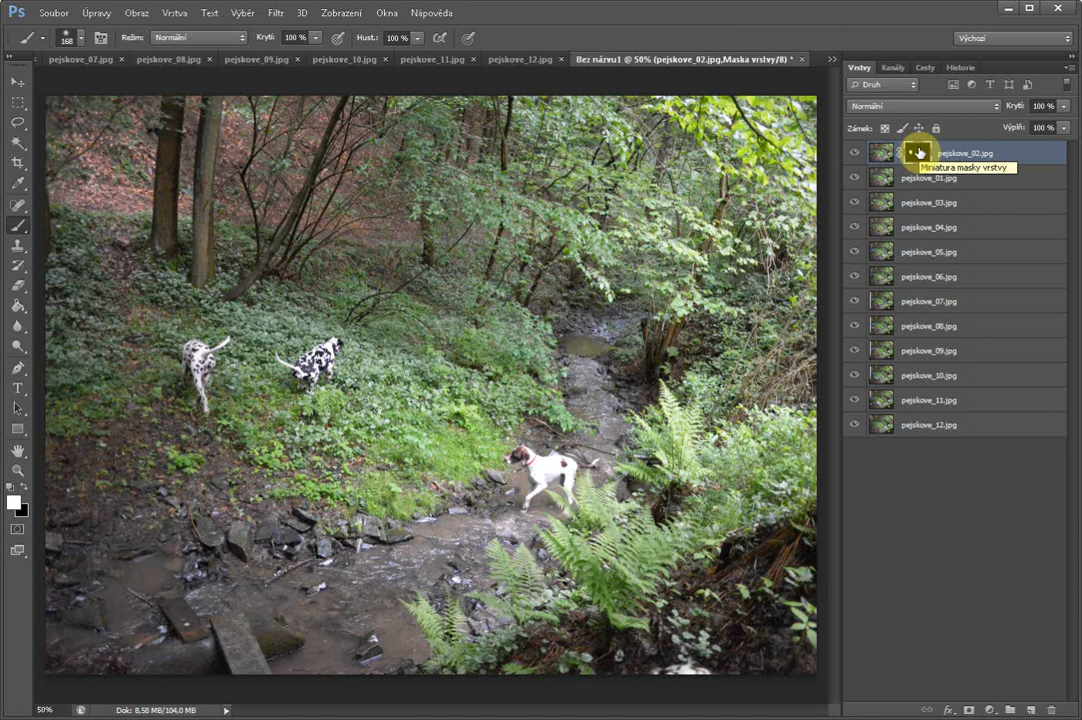 Ps Soubor Úpravy Obraz Vrstva Text Výběr Filtr 3D Zobrazení Okna Nápověda
168 Režim: Normální Krytí: 100 % Hust.: 100 % Výchozí
pejskove_07.jpg × pejskove_08.jpg × pejskove_09.jpg × pejskove_10.jpg × pejskove_11.jpg × pejskove_12.jpg × Bez názvu1 @ 50% (pejskove_02.jpg,Maska vrstvy/8) * ×
Vrstvy Kanály Cesty Historie
Druh
Normální Krytí: 100 %
Zámek: Výplň: 100 %
pejskove_02.jpg
Miniatura masky vrstvy
pejskove_01.jpg
pejskove_03.jpg
pejskove_04.jpg
pejskove_05.jpg
pejskove_06.jpg
pejskove_07.jpg
pejskove_08.jpg
pejskove_09.jpg
pejskove_10.jpg
pejskove_11.jpg
pejskove_12.jpg
50% Dok: 8,58 MB/104,0 MB